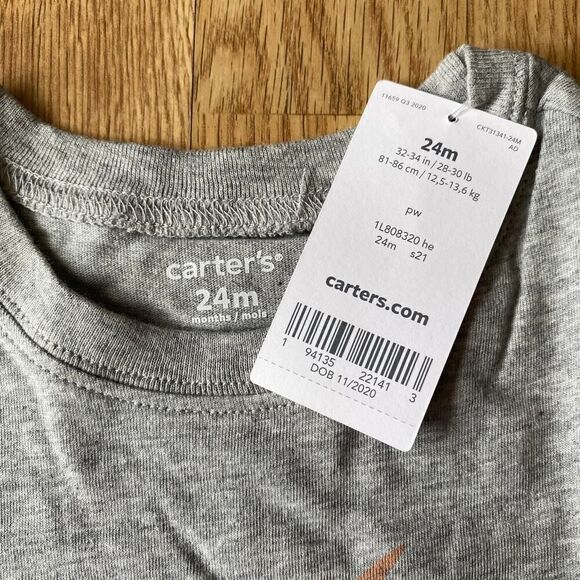 11659 Q3 2020
CKT31341-24M
AD
24m
32-34 in / 28-30 lb
81-86 cm / 12,5-13,6 kg
pw
1L808320 he
24m s21
carters.com
1 94135 22141 3
DOB 11/2020
carter's®
24m
months / mois